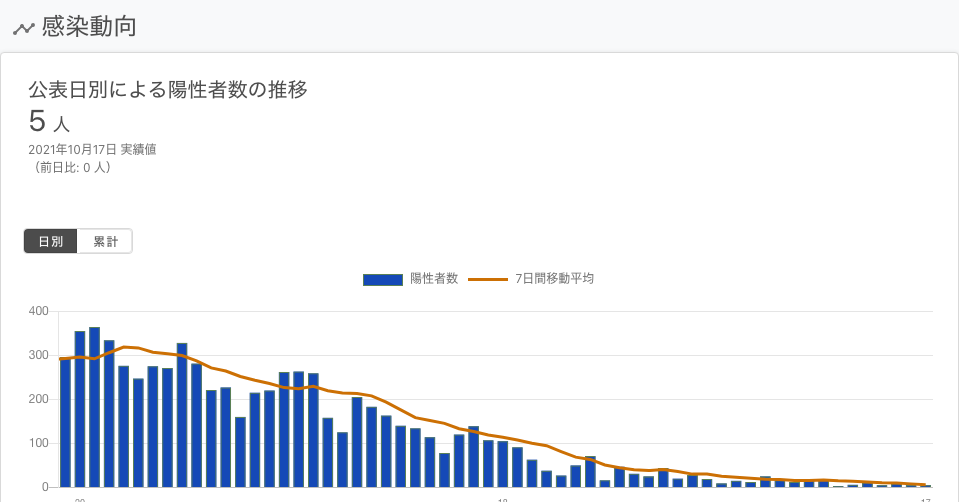 感染動向
公表日別による陽性者数の推移
5 人
2021年10月17日 実績値
（前日比: 0 人）
日別 累計
陽性者数 7日間移動平均
400
300
200
100
0